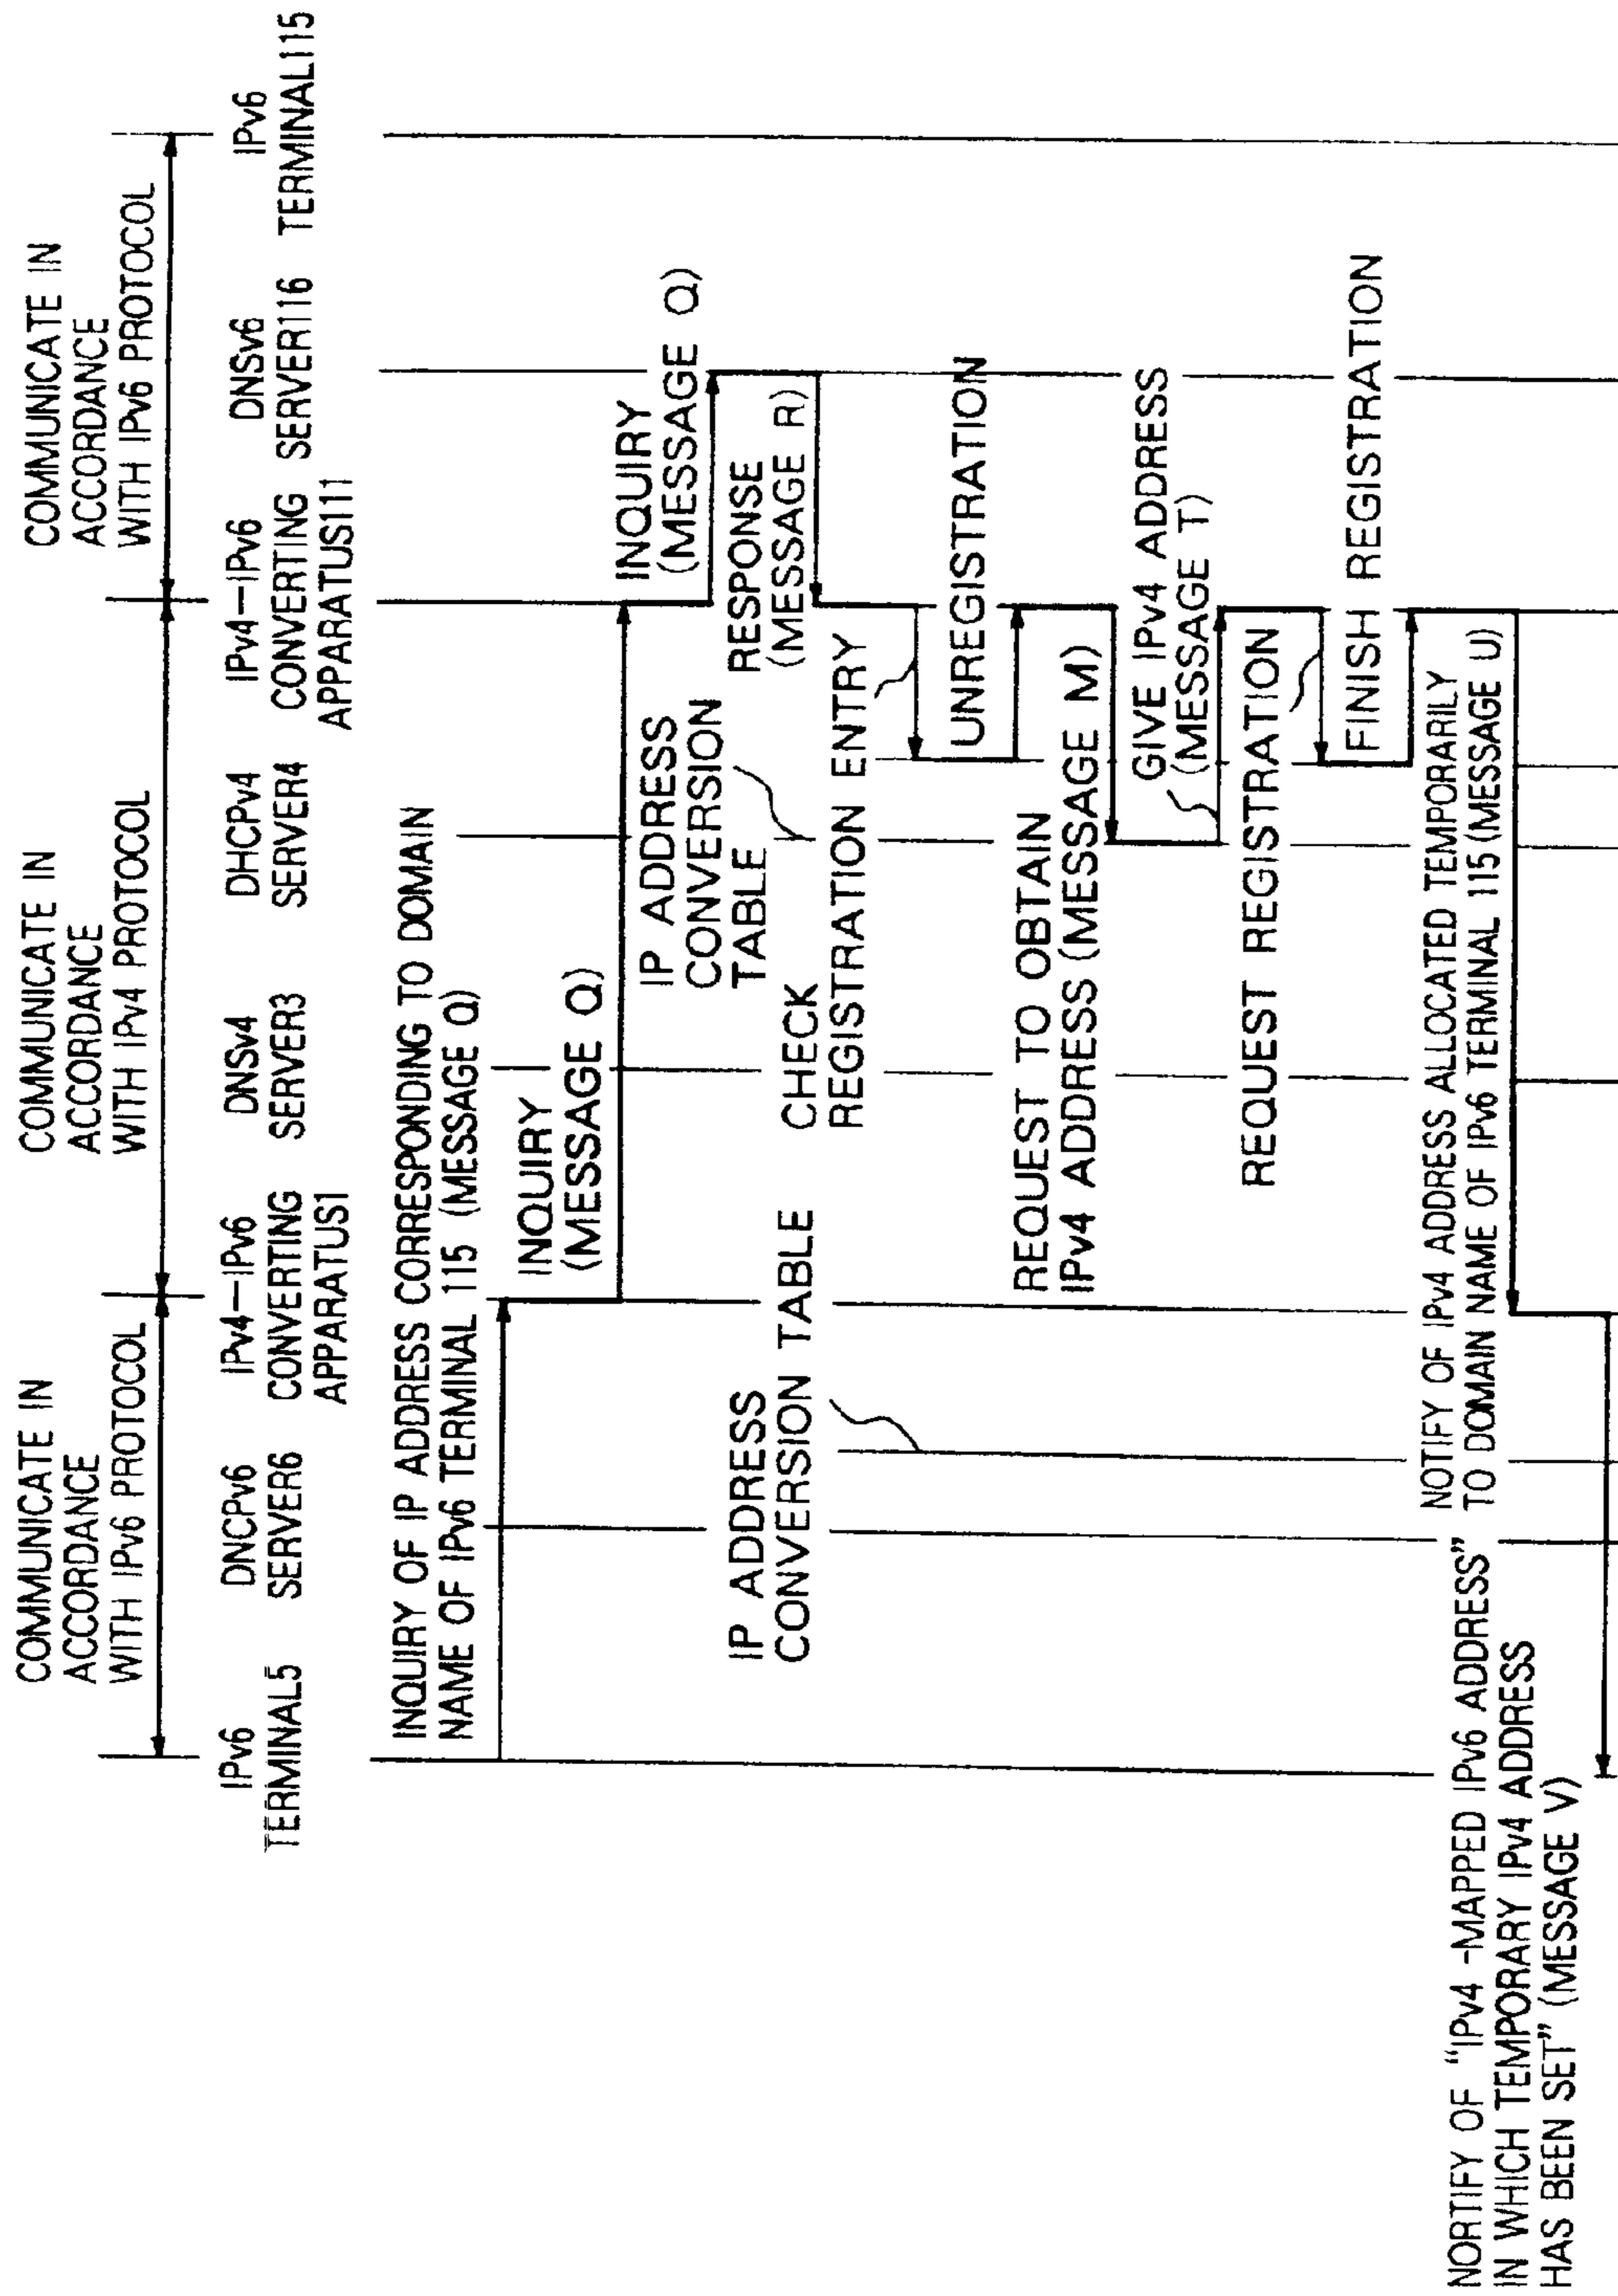 COMMUNICATE IN
ACCORDANCE
WITH IPv6 PROTOCOL
COMMUNICATE IN
ACCORDANCE
WITH IPv4 PROTOCOL
COMMUNICATE IN
ACCORDANCE
WITH IPv6 PROTOCOL
IPv6
TERMINAL5
DNCPv6
SERVER6
IPv4-IPv6
CONVERTING
APPARATUS1
DNSv4
SERVER3
DHCPv4
SERVER4
IPv4-IPv6
CONVERTING
APPARATUS111
DNSv6
SERVER116
IPv6
TERMINAL115
INQUIRY OF IP ADDRESS CORRESPONDING TO DOMAIN
NAME OF IPv6 TERMINAL 115 (MESSAGE Q)
INQUIRY
(MESSAGE Q)
INQUIRY
(MESSAGE Q)
IP ADDRESS
CONVERSION
TABLE
RESPONSE
(MESSAGE R)
IP ADDRESS
CONVERSION TABLE
CHECK
REGISTRATION ENTRY
UNREGISTRATION
REQUEST TO OBTAIN
IPv4 ADDRESS (MESSAGE M)
GIVE IPv4 ADDRESS
(MESSAGE T)
REQUEST REGISTRATION
FINISH REGISTRATION
NOTIFY OF IPv4 ADDRESS ALLOCATED TEMPORARILY
TO DOMAIN NAME OF IPv6 TERMINAL 115 (MESSAGE U)
NORTIFY OF "IPv4 -MAPPED IPv6 ADDRESS"
IN WHICH TEMPORARY IPv4 ADDRESS
HAS BEEN SET" (MESSAGE V)